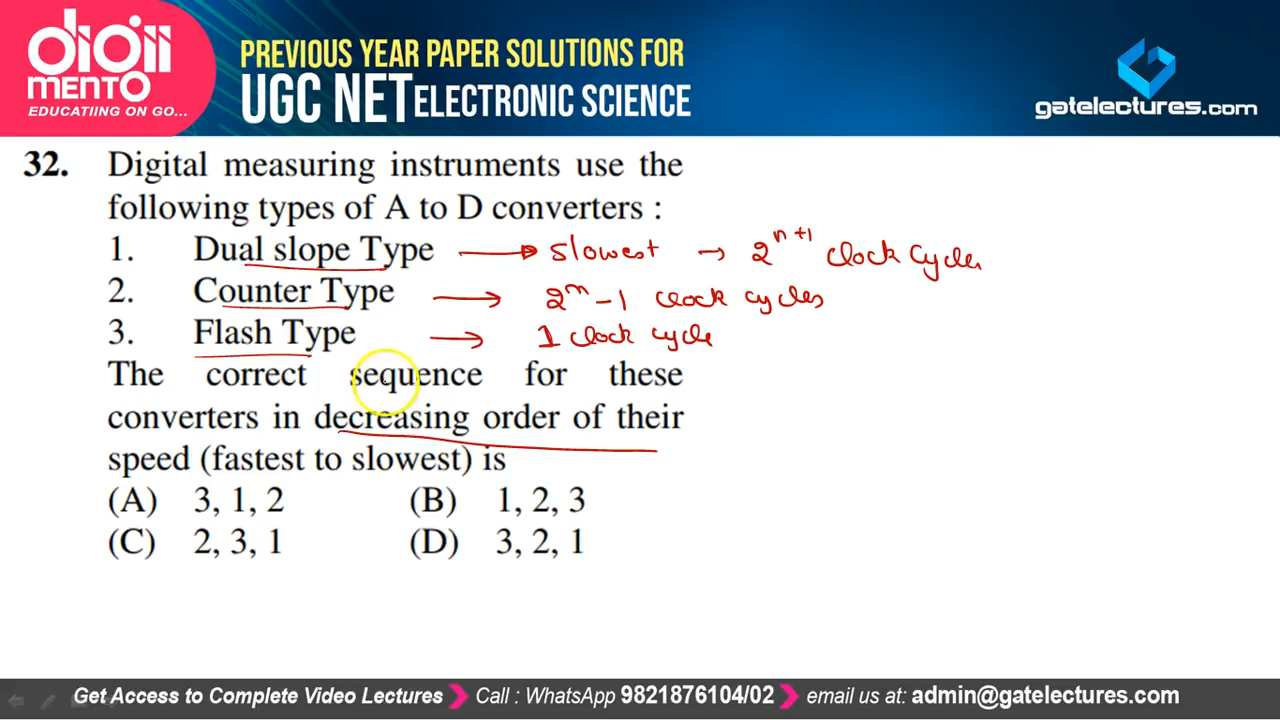 digii
MENTO
EDUCATIING ON GO...
PREVIOUS YEAR PAPER SOLUTIONS FOR
UGC NET ELECTRONIC SCIENCE
gatelectures.com
32. Digital measuring instruments use the
following types of A to D converters :
1. Dual slope Type → slowest → 2^n+1 clock cycles
2. Counter Type → 2^n - 1 clock cycles
3. Flash Type → 1 clock cycle
The correct sequence for these
converters in decreasing order of their
speed (fastest to slowest) is
(A) 3, 1, 2 (B) 1, 2, 3
(C) 2, 3, 1 (D) 3, 2, 1
Get Access to Complete Video Lectures Call : WhatsApp 9821876104/02 email us at: admin@gatelectures.com